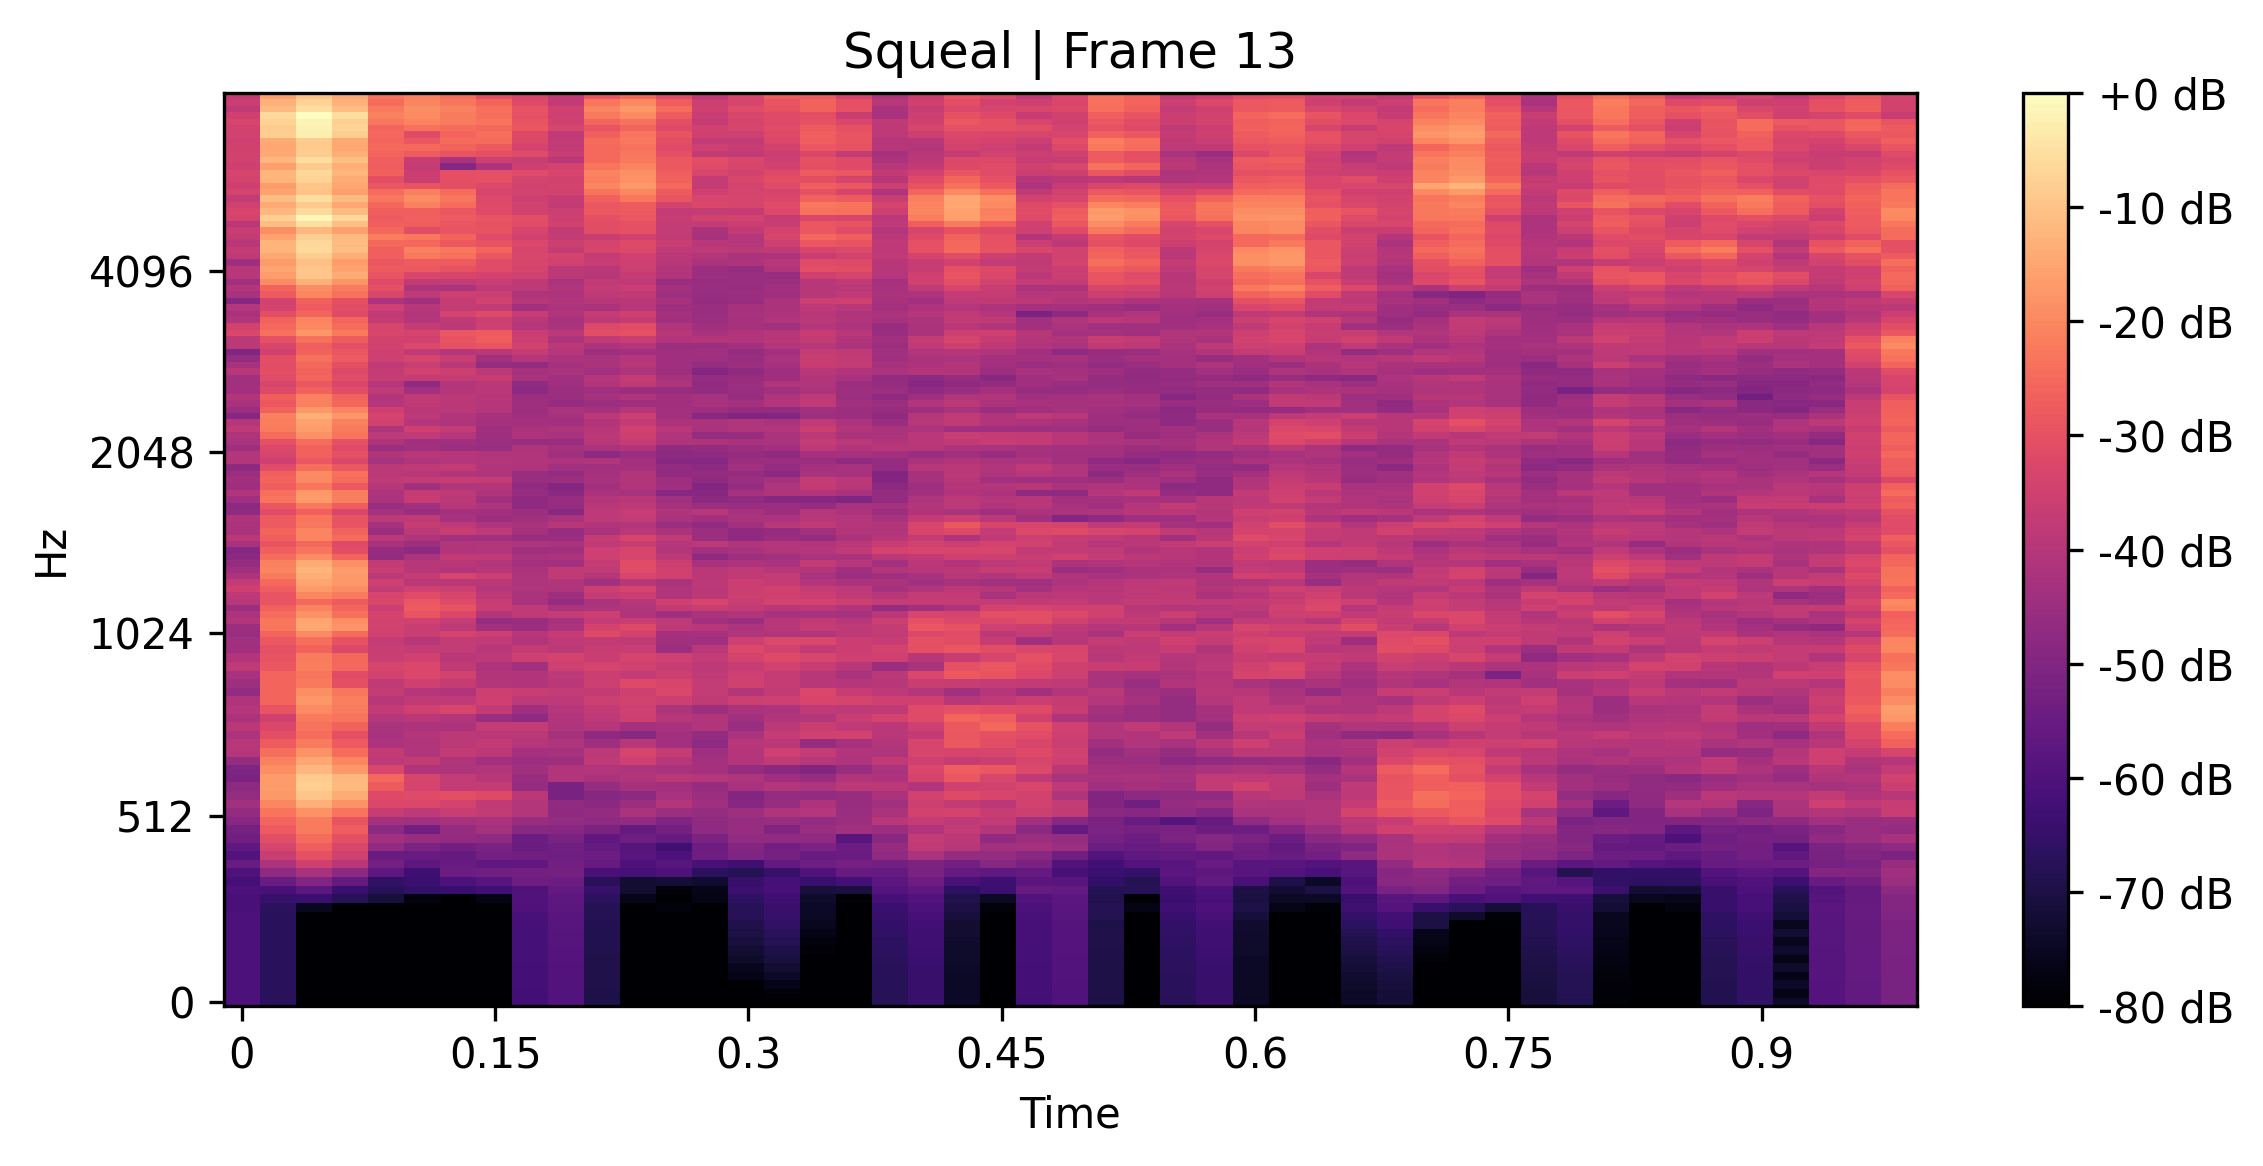 Squeal | Frame 13
+0 dB
-10 dB
-20 dB
-30 dB
-40 dB
-50 dB
-60 dB
-70 dB
-80 dB
4096
2048
1024
512
0
Hz
0 0.15 0.3 0.45 0.6 0.75 0.9
Time